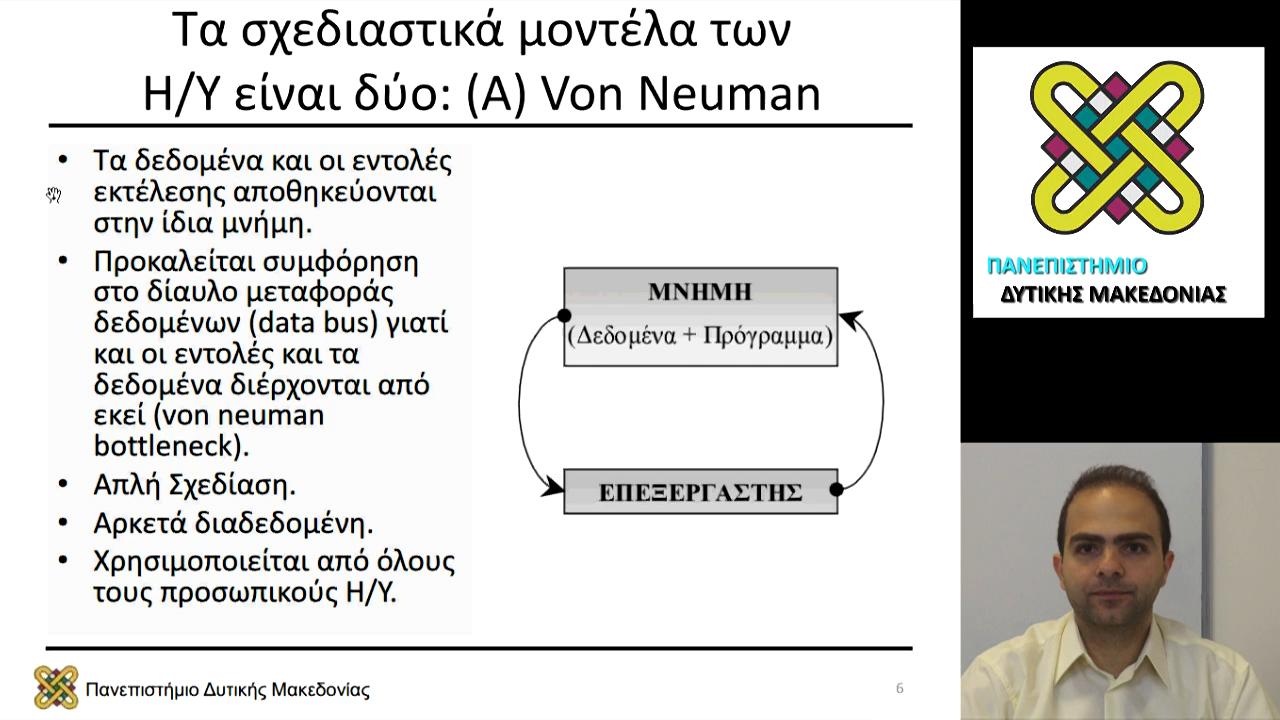 Τα σχεδιαστικά μοντέλα των
Η/Υ είναι δύο: (Α) Von Neuman
• Τα δεδομένα και οι εντολές
εκτέλεσης αποθηκεύονται
στην ίδια μνήμη.
• Προκαλείται συμφόρηση
στο δίαυλο μεταφοράς
δεδομένων (data bus) γιατί
και οι εντολές και τα
δεδομένα διέρχονται από
εκεί (von neuman
bottleneck).
• Απλή Σχεδίαση.
• Αρκετά διαδεδομένη.
• Χρησιμοποιείται από όλους
τους προσωπικούς Η/Υ.
ΜΝΗΜΗ
(Δεδομένα + Πρόγραμμα)
ΕΠΕΞΕΡΓΑΣΤΗΣ
Πανεπιστήμιο Δυτικής Μακεδονίας
6
ΠΑΝΕΠΙΣΤΗΜΙΟ
ΔΥΤΙΚΗΣ ΜΑΚΕΔΟΝΙΑΣ